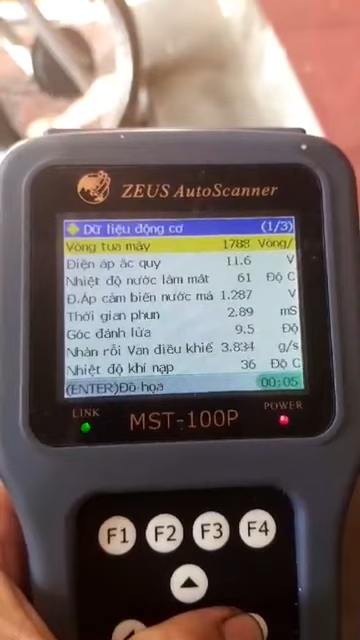 ZEUS AutoScanner
Dữ liệu động cơ (1/3)
Vòng tua máy 1788 Vòng/
Điện áp ắc quy 11.6 V
Nhiệt độ nước làm mát 61 Độ C
Đ.Áp cảm biến nước má 1.287 V
Thời gian phun 2.89 mS
Góc đánh lửa 9.5 Độ
Nhàn rỗi Van điều khiể 3.834 g/s
Nhiệt độ khí nạp 36 Độ C
(ENTER)Đồ họa 00:05
LINK POWER
MST-100P
F1 F2 F3 F4